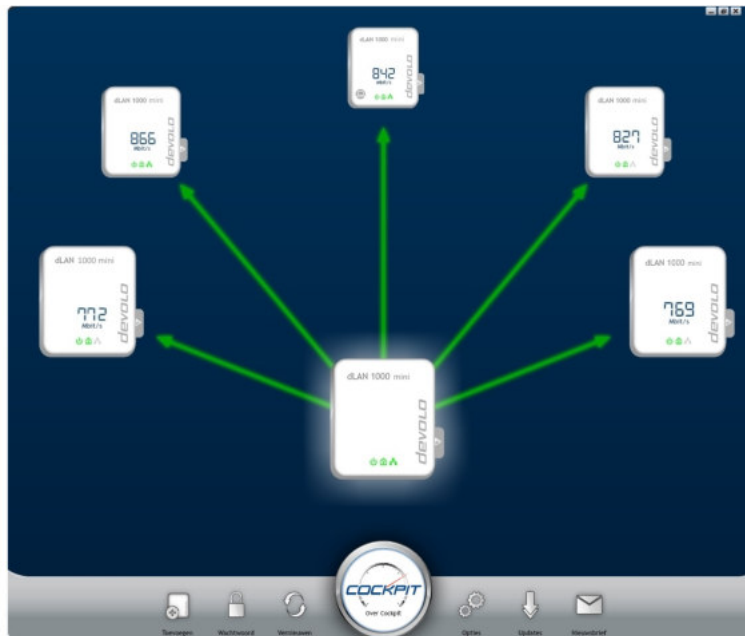 dLAN 1000 mini
842
Mbit/s
devolo
dLAN 1000 mini
866
Mbit/s
devolo
dLAN 1000 mini
827
Mbit/s
devolo
dLAN 1000 mini
772
Mbit/s
devolo
dLAN 1000 mini
769
Mbit/s
devolo
dLAN 1000 mini
devolo
COCKPIT
Over Cockpit
Toevoegen
Wachtwoord
Vernieuwen
Opties
Updates
Nieuwsbrief